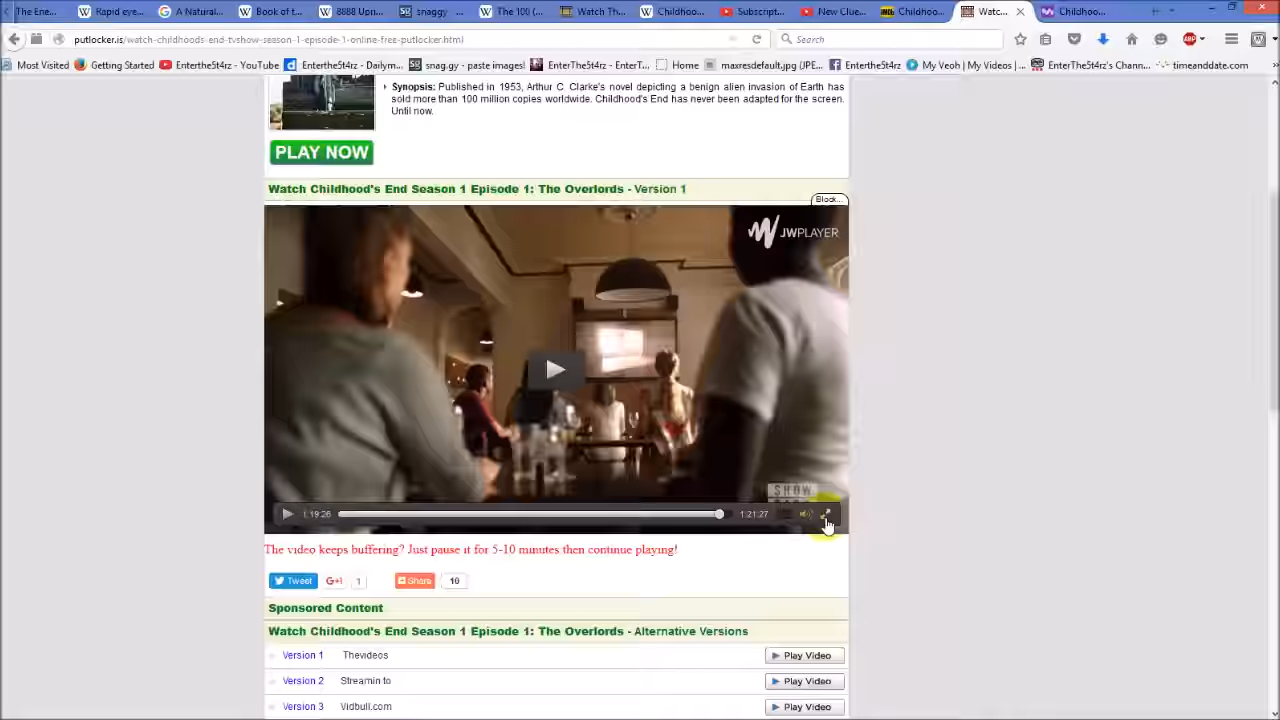 The Ene... Rapid eye... A Natural... Book of t... 8088 Upri... snaggy The 100 (... Watch Th... Childhoo... Subscript... New Clue... Childhoo... Watc... Childhoo...
putlocker.is/watch-childhoods-end-tvshow-season-1-episode-1-online-free-putlocker.html Search
Most Visited Getting Started Enterthe5t4rz - YouTube Enterthe5t4rz - Dailym... snag.gy - paste images! EnterThe5t4rz - EnterT... Home maxresdefault.jpg (JPE... Enterthe5t4rz My Veoh | My Videos |... EnterThe5t4rz's Chann... timeanddate.com
Synopsis: Published in 1953, Arthur C. Clarke's novel depicting a benign alien invasion of Earth has
sold more than 100 million copies worldwide. Childhood's End has never been adapted for the screen.
Until now.
PLAY NOW
Watch Childhood's End Season 1 Episode 1: The Overlords - Version 1
Block...
JWPLAYER
SHOW
1:19:26 1:21:27
The video keeps buffering? Just pause it for 5-10 minutes then continue playing!
Tweet G+1 1 Share 10
Sponsored Content
Watch Childhood's End Season 1 Episode 1: The Overlords - Alternative Versions
Version 1 Thevideos Play Video
Version 2 Streamin to Play Video
Version 3 Vidbull.com Play Video